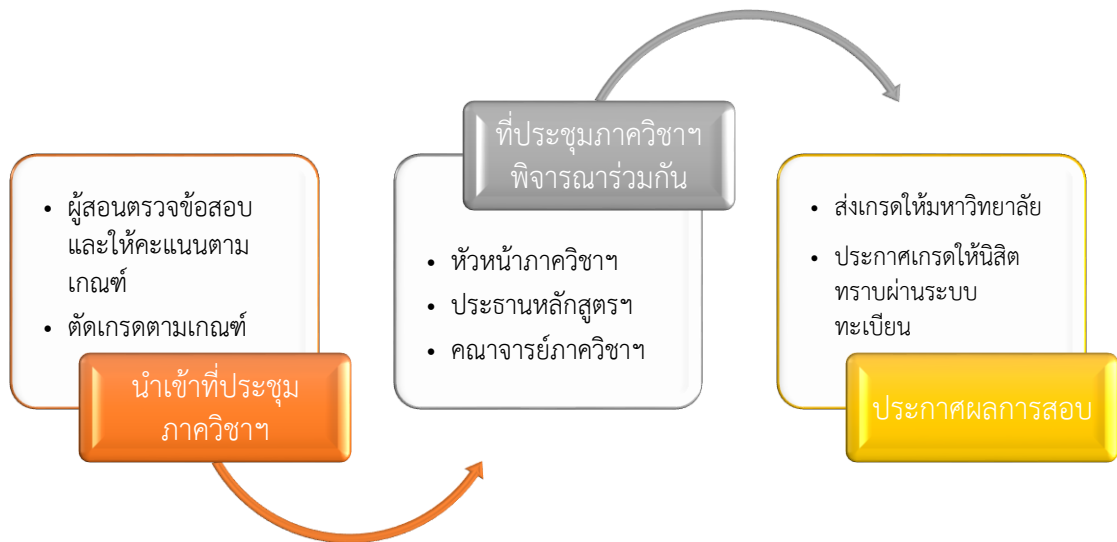 • ผู้สอนตรวจข้อสอบ
และให้คะแนนตาม
เกณฑ์
• ตัดเกรดตามเกณฑ์
นำเข้าที่ประชุม
ภาควิชาฯ
ที่ประชุมภาควิชาฯ
พิจารณาร่วมกัน
• หัวหน้าภาควิชาฯ
• ประธานหลักสูตรฯ
• คณาจารย์ภาควิชาฯ
• ส่งเกรดให้มหาวิทยาลัย
• ประกาศเกรดให้นิสิต
ทราบผ่านระบบ
ทะเบียน
ประกาศผลการสอบ